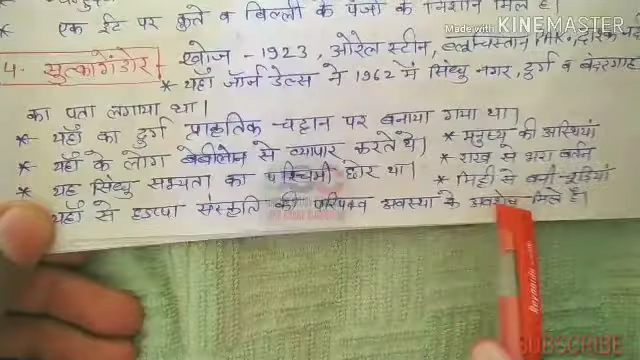 * एक ईंट पर कुत्ते व बिल्ली के पंजों के निशान मिले हैं।
Made with KINEMASTER
4. सुत्कागेंडोर - खोज - 1923, ओरेल स्टीन, बलूचिस्तान
* यहाँ जॉर्ज डेल्स ने 1962 में सिंधु नगर, दुर्ग व बंदरगाह
का पता लगाया था।
* यहाँ का दुर्ग प्राकृतिक चट्टान पर बनाया गया था।
* यहाँ के लोग बेबीलोन से व्यापार करते थे। * मनुष्य की अस्थियां
* यह सिंधु सभ्यता का पश्चिमी छोर था। * राख से भरा बर्तन
* मिट्टी से बनी चूडियां
यहाँ से हडप्पा संस्कृति की परिपक्व अवस्था के अवशेष मिले हैं।
SUBSCRIBE